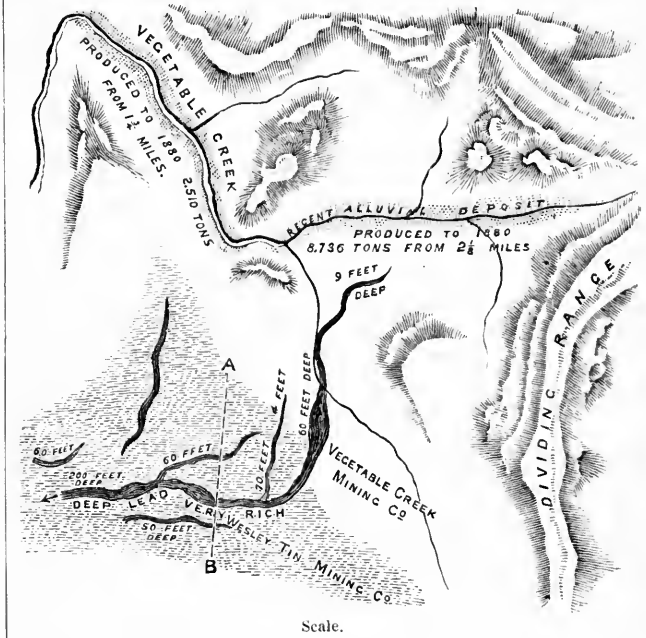 VEGETABLE CREEK
PRODUCED TO 1880
FROM 1¾ MILES.
2.510 TONS
RECENT ALLUVIAL DEPOSIT
PRODUCED TO 1880
8.736 TONS FROM 2⅛ MILES
9 FEET
DEEP
DIVIDING RANGE
A
60 FEET DEEP
4 FEET
70 FEET
60 FEET
60 FEET
200 FEET
DEEP
DEEP LEAD VERY RICH
50 FEET
DEEP
B
VEGETABLE CREEK
MINING Co
WESLEY TIN MINING Co
Scale.